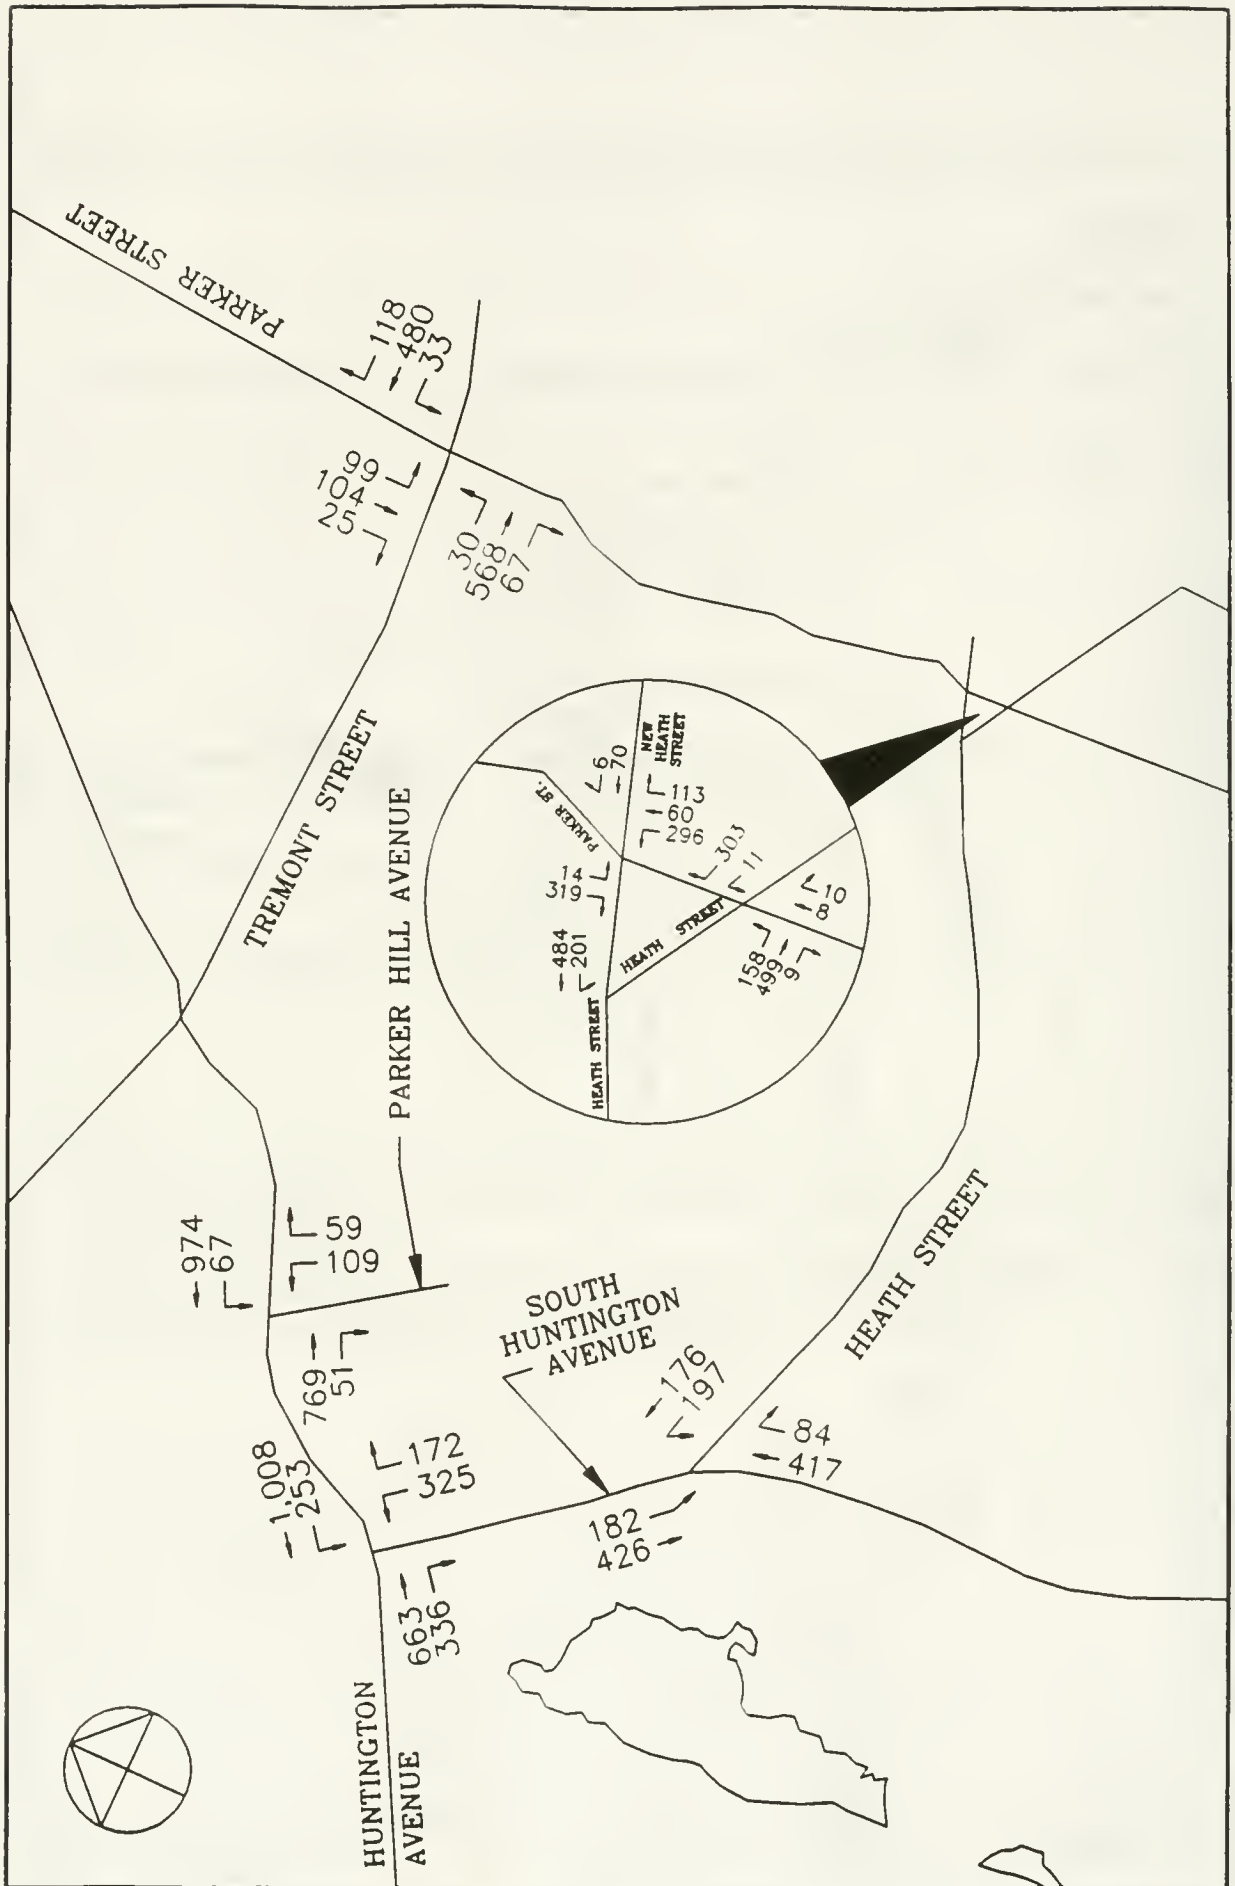 PARKER STREET
118
480
33
99
104
25
30
568
67
TREMONT STREET
PARKER HILL AVENUE
6
70
NEW
HEATH
STREET
PARKER ST.
113
60
296
303
11
14
319
484
201
HEATH STREET
HEATH STREET
10
8
158
499
9
974
67
59
109
769
51
SOUTH
HUNTINGTON
AVENUE
HEATH STREET
176
197
84
417
1,008
253
172
325
182
426
663
336
HUNTINGTON
AVENUE